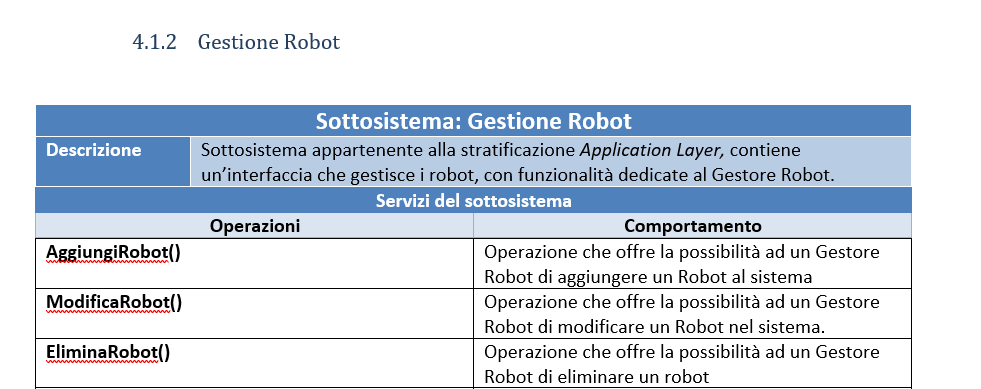 4.1.2 Gestione Robot
Sottosistema: Gestione Robot
Descrizione
Sottosistema appartenente alla stratificazione Application Layer, contiene
un’interfaccia che gestisce i robot, con funzionalità dedicate al Gestore Robot.
Servizi del sottosistema
Operazioni
Comportamento
AggiungiRobot()
Operazione che offre la possibilità ad un Gestore
Robot di aggiungere un Robot al sistema
ModificaRobot()
Operazione che offre la possibilità ad un Gestore
Robot di modificare un Robot nel sistema.
EliminaRobot()
Operazione che offre la possibilità ad un Gestore
Robot di eliminare un robot